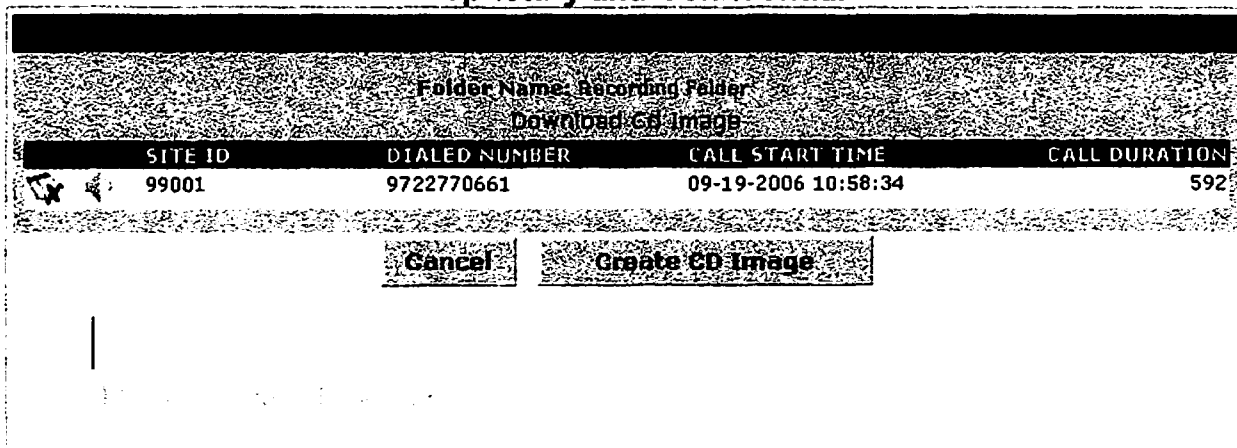 Folder Name: Recording Folder
Download CD Image
SITE ID DIALED NUMBER CALL START TIME CALL DURATION
99001 9722770661 09-19-2006 10:58:34 592
Cancel Create CD Image